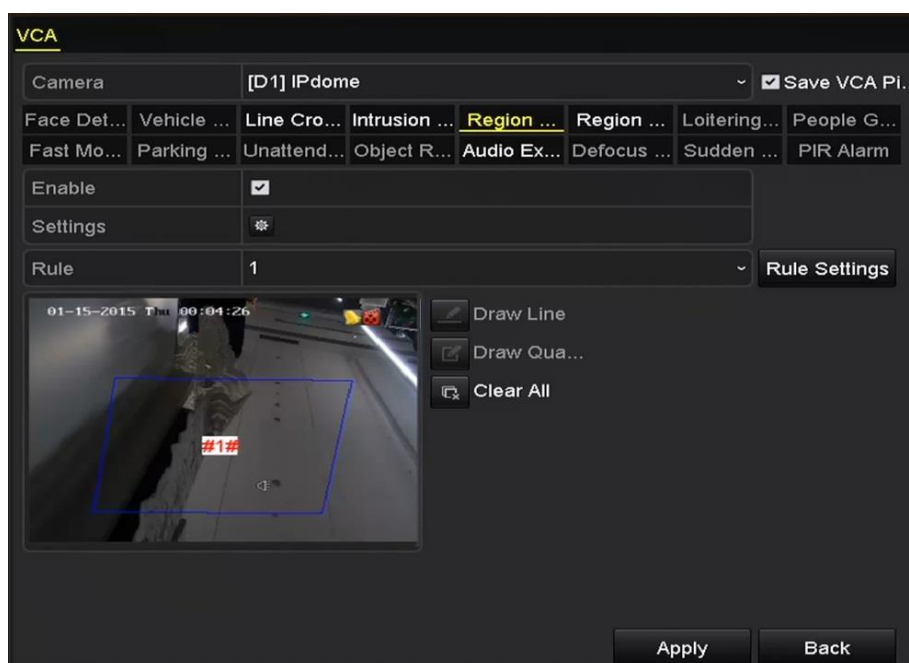 VCA
Camera [D1] IPdome Save VCA Pi..
Face Det... Vehicle ... Line Cro... Intrusion ... Region ... Region ... Loitering... People G...
Fast Mo... Parking ... Unattend... Object R... Audio Ex... Defocus ... Sudden ... PIR Alarm
Enable
Settings
Rule 1 Rule Settings
01-15-2015 Thu 00:04:26
Draw Line
Draw Qua...
Clear All
#1#
Apply Back